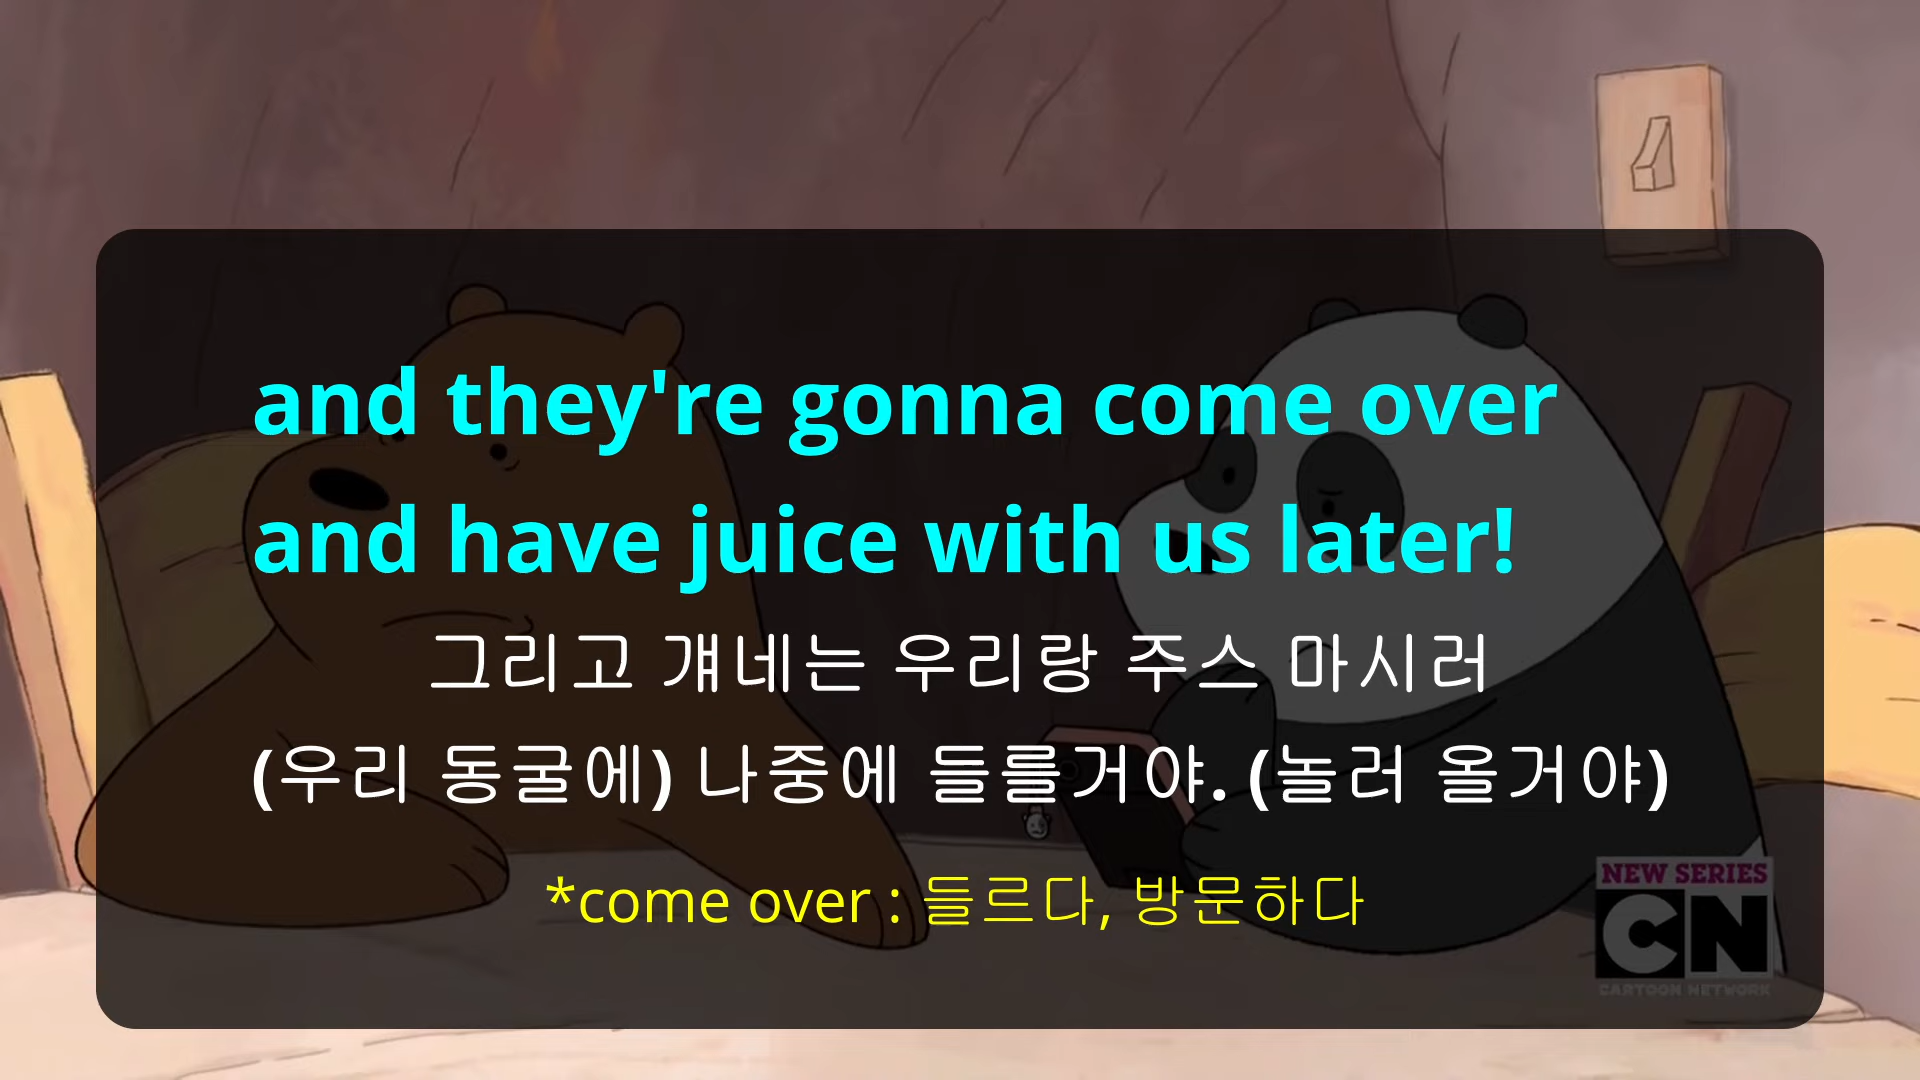 and they're gonna come over
and have juice with us later!
그리고 걔네는 우리랑 주스 마시러
(우리 동굴에) 나중에 들를거야. (놀러 올거야)
*come over : 들르다, 방문하다
NEW SERIES
CN
CARTOON NETWORK